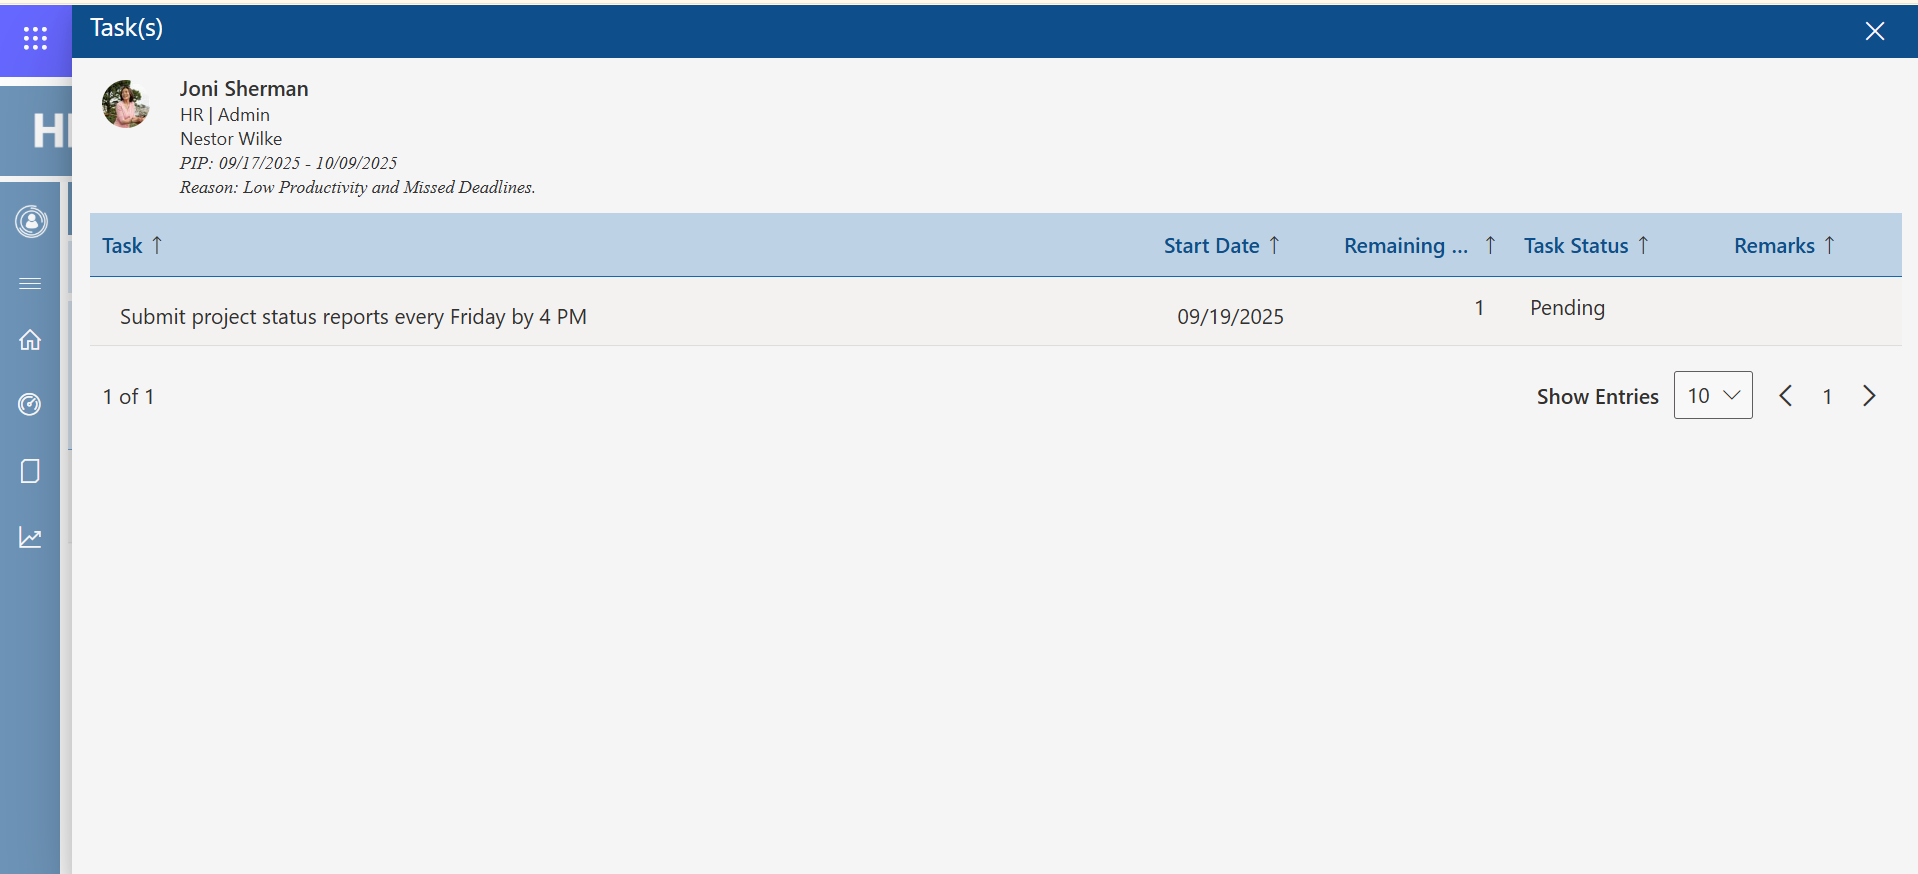 Task(s)
H
Joni Sherman
HR | Admin
Nestor Wilke
PIP: 09/17/2025 - 10/09/2025
Reason: Low Productivity and Missed Deadlines.
Task ↑ Start Date ↑ Remaining ... ↑ Task Status ↑ Remarks ↑
Submit project status reports every Friday by 4 PM 09/19/2025 1 Pending
1 of 1 Show Entries 10 1